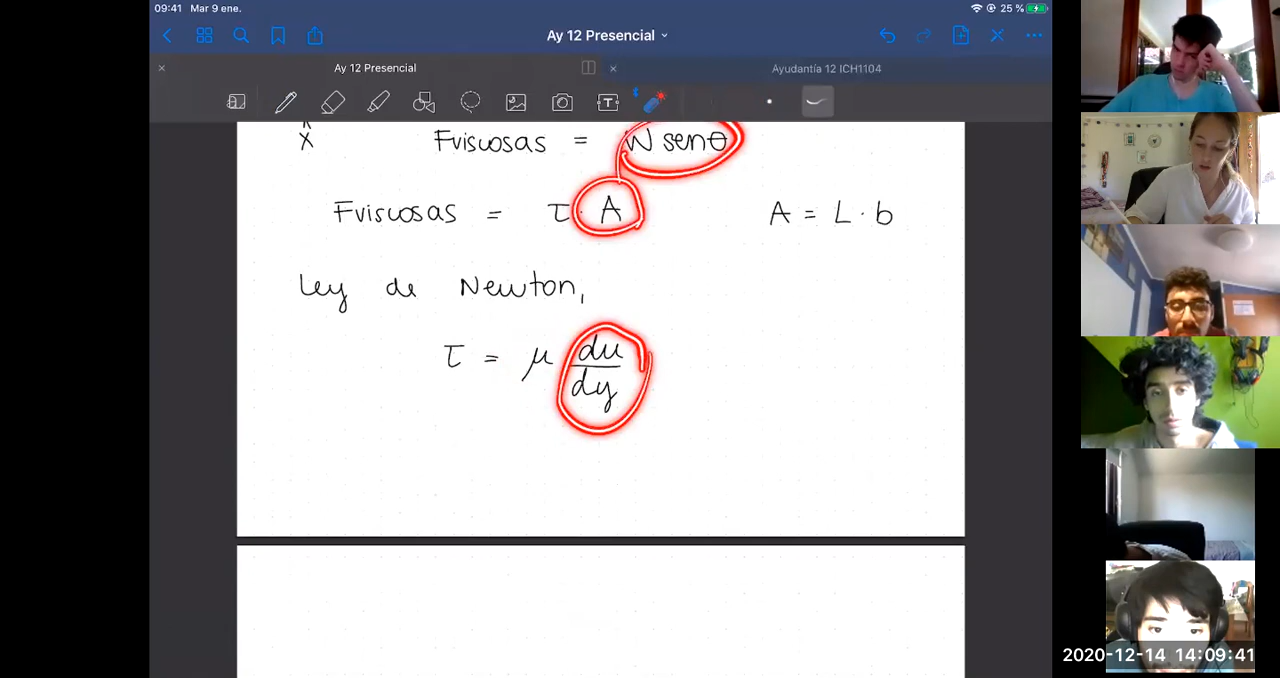 09:41 Mar 9 ene. 25 %
Ay 12 Presencial
Ay 12 Presencial Ayudantía 12 ICH1104
x̂ Fviscosas = W senθ
Fviscosas = τ · A A = L · b
Ley de Newton,
τ = μ du/dy
2020-12-14 14:09:41